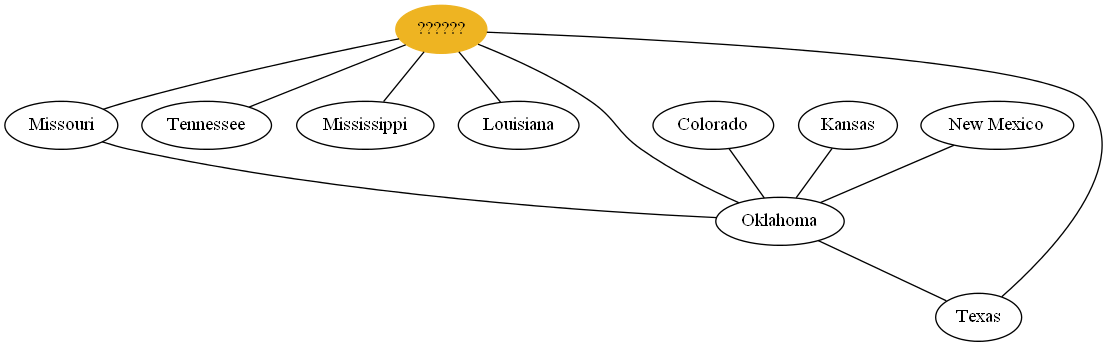 ??????
Missouri
Tennessee
Mississippi
Louisiana
Colorado
Kansas
New Mexico
Oklahoma
Texas